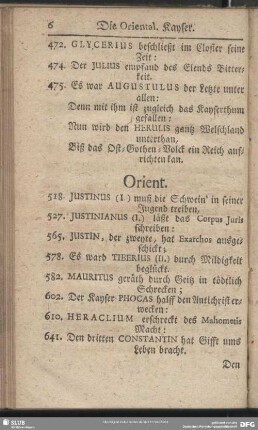 6 Die Oriental. Kayser.
472. GLYCERIUS beschließt im Closter seine
Zeit:
474. Der JULIUS empfand des Elends Bitter-
keit.
475. Es war AUGUSTULUS der Letzte unter
allen:
Denn mit ihm ist zugleich das Kayserthum
gefallen:
Nun wird den HERULIS gantz Welschland
unterthan,
Biß das Ost-Gothen-Volck ein Reich auf-
richten kan.
Orient.
518. JUSTINUS (I.) muß die Schwein' in seiner
Jugend treiben.
527. JUSTINIANUS (I.) läßt das Corpus Juris
schreiben:
565. JUSTIN, der zweyte, hat Exarchos ausge-
schickt;
578. Es ward TIBERIUS (II.) durch Mildigkeit
beglückt.
582. MAURITUS geräth durch Geitz in tödtlich
Schrecken;
602. Der Kayser PHOCAS halff den Antichrist er-
wecken:
610. HERACLIUM erschreckt des Mahomets
Macht:
641. Den dritten CONSTANTIN hat Gifft ums
Leben bracht.
Den
SLUB
DFG